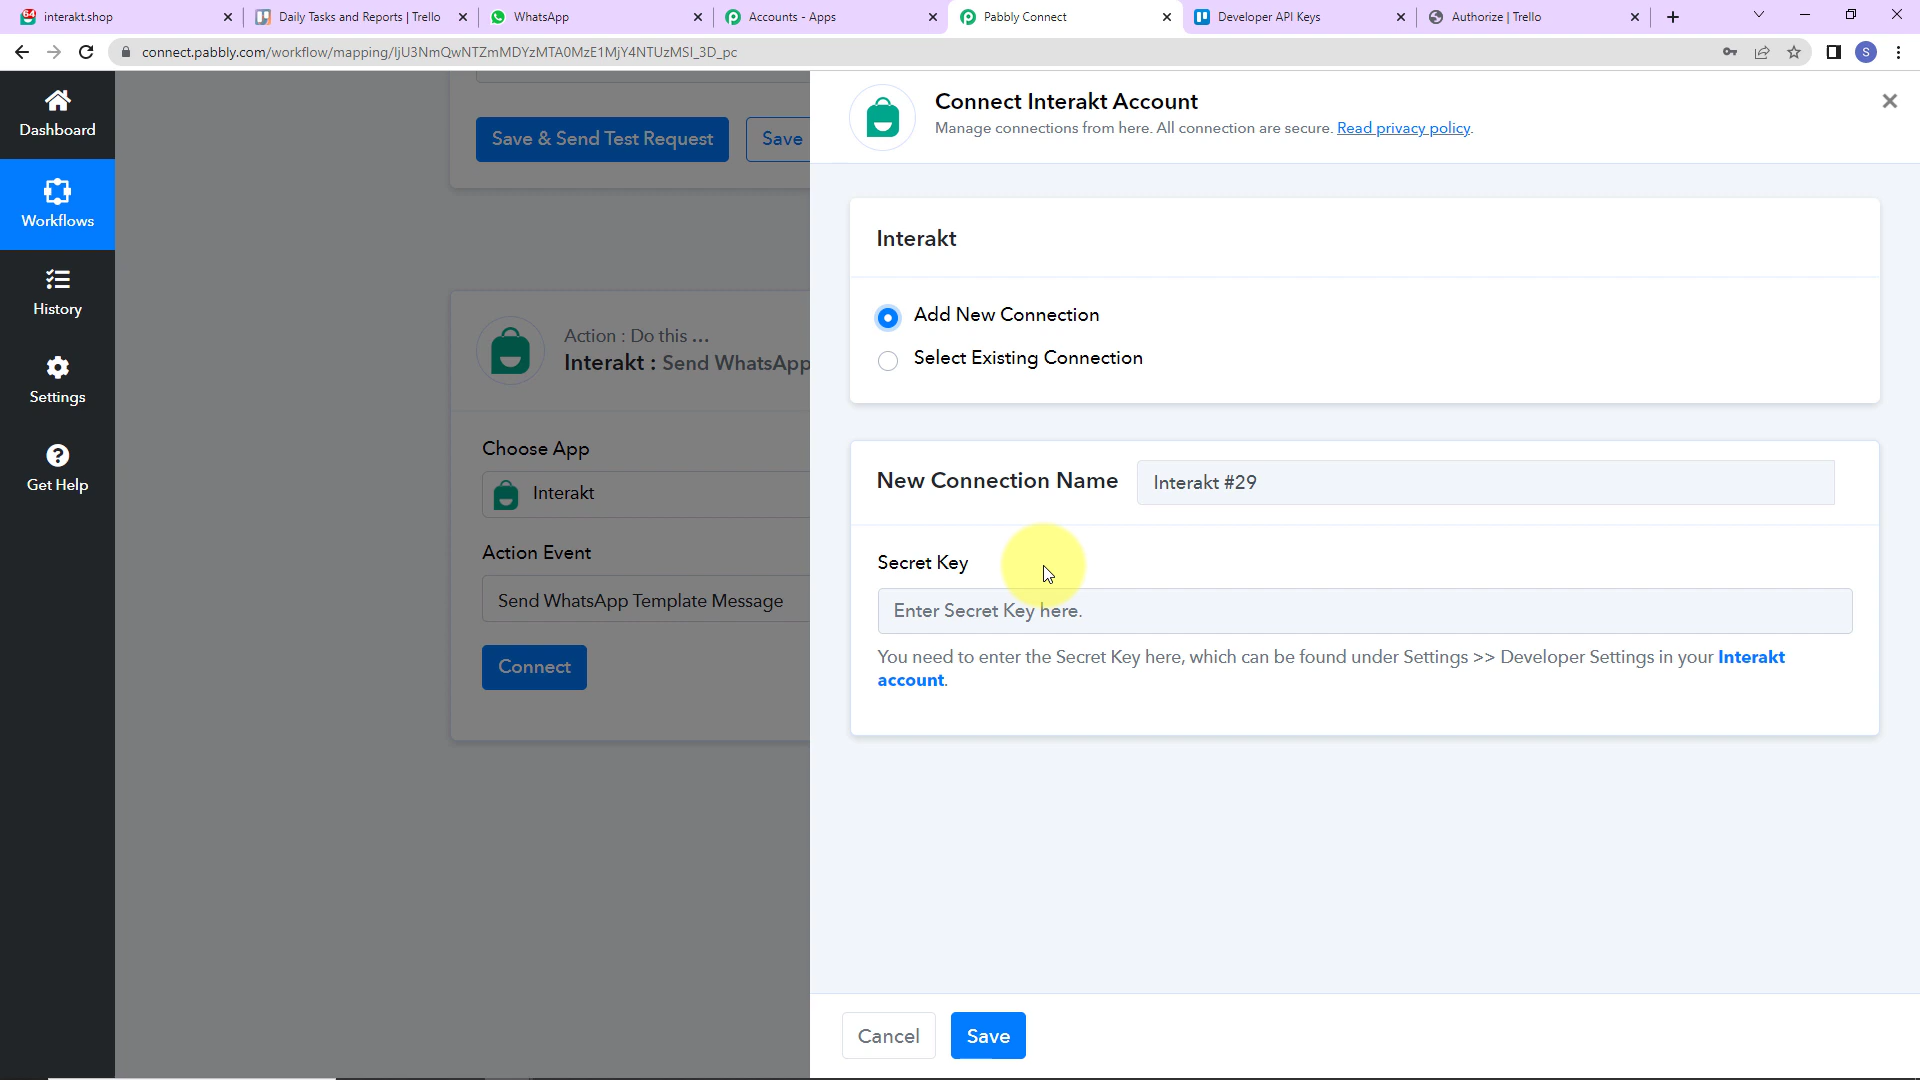 interakt.shop
Daily Tasks and Reports | Trello
WhatsApp
Accounts - Apps
Pabbly Connect
Developer API Keys
Authorize | Trello
connect.pabbly.com/workflow/mapping/IjU3NmQwNTZmMDYzMTA0MzE1MjY4NTUzMSI_3D_pc
S
Dashboard
Workflows
History
Settings
Get Help
Save & Send Test Request
Save
Action : Do this ...
Interakt : Send WhatsApp
Choose App
Interakt
Action Event
Send WhatsApp Template Message
Connect
Connect Interakt Account
Manage connections from here. All connection are secure. Read privacy policy.
Interakt
Add New Connection
Select Existing Connection
New Connection Name
Interakt #29
Secret Key
Enter Secret Key here.
You need to enter the Secret Key here, which can be found under Settings >> Developer Settings in your Interakt
account.
Cancel
Save